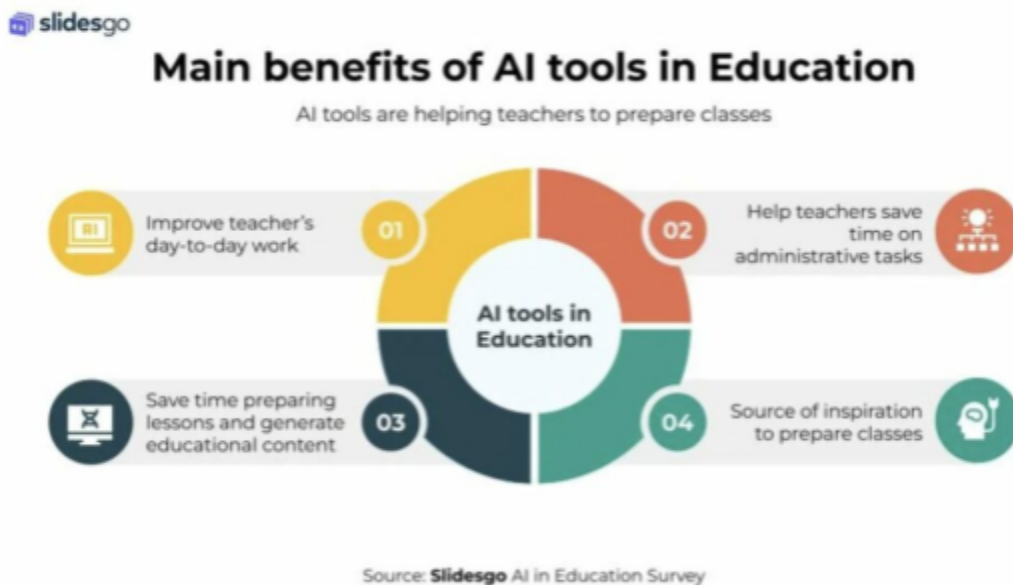 slidesgo
Main benefits of AI tools in Education
AI tools are helping teachers to prepare classes
AI
Improve teacher's
day-to-day work
01
02
Help teachers save
time on
administrative tasks
AI tools in
Education
Save time preparing
lessons and generate
educational content
03
04
Source of inspiration
to prepare classes
Source: Slidesgo AI in Education Survey